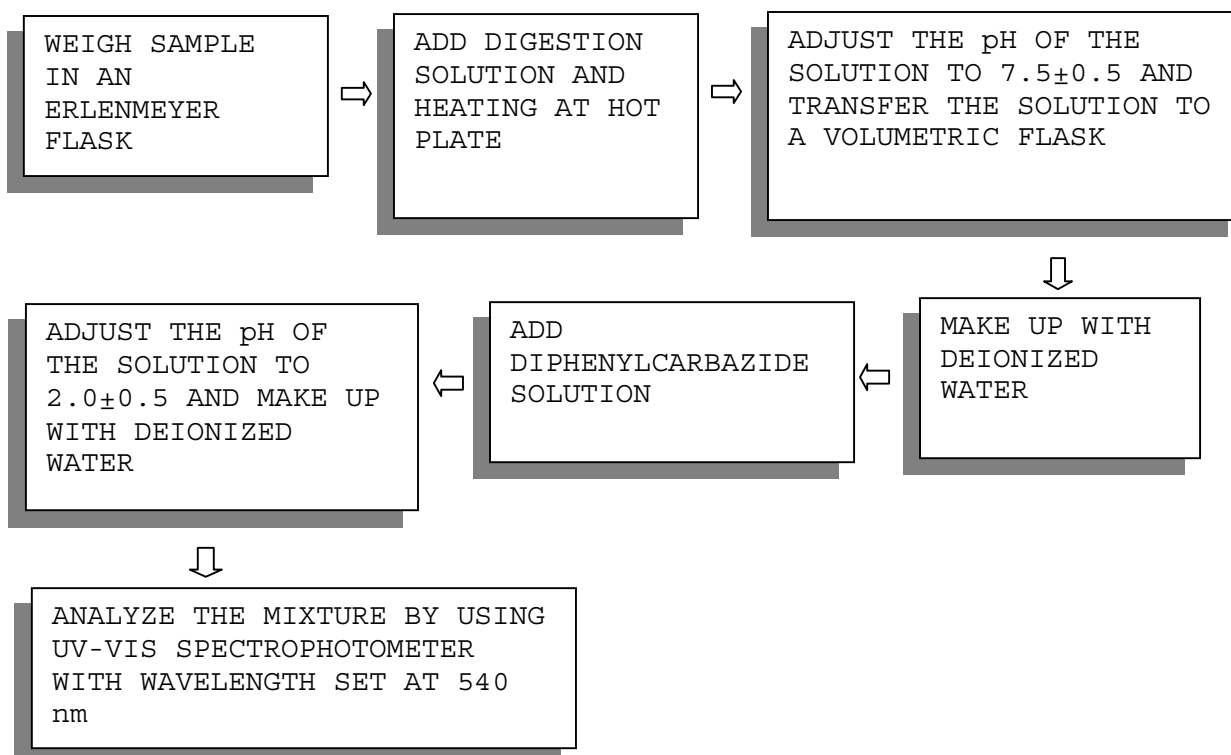 WEIGH SAMPLE
IN AN
ERLENMEYER
FLASK
ADD DIGESTION
SOLUTION AND
HEATING AT HOT
PLATE
ADJUST THE pH OF THE
SOLUTION TO 7.5±0.5 AND
TRANSFER THE SOLUTION TO
A VOLUMETRIC FLASK
MAKE UP WITH
DEIONIZED
WATER
ADD
DIPHENYLCARBAZIDE
SOLUTION
ADJUST THE pH OF
THE SOLUTION TO
2.0±0.5 AND MAKE UP
WITH DEIONIZED
WATER
ANALYZE THE MIXTURE BY USING
UV-VIS SPECTROPHOTOMETER
WITH WAVELENGTH SET AT 540
nm